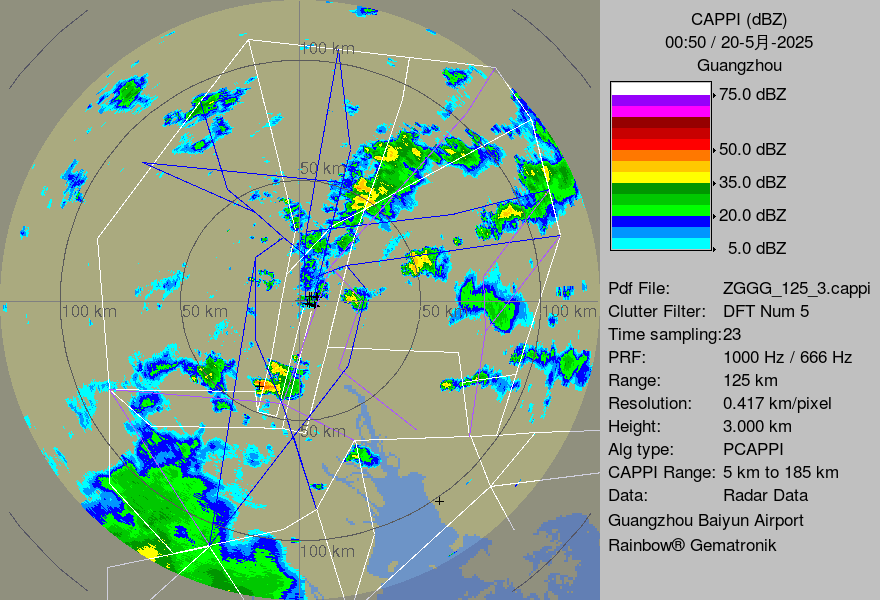 CAPPI (dBZ)
00:50 / 20-5月-2025
Guangzhou
75.0 dBZ
50.0 dBZ
35.0 dBZ
20.0 dBZ
5.0 dBZ
Pdf File: ZGGG_125_3.cappi
Clutter Filter: DFT Num 5
Time sampling:23
PRF: 1000 Hz / 666 Hz
Range: 125 km
Resolution: 0.417 km/pixel
Height: 3.000 km
Alg type: PCAPPI
CAPPI Range: 5 km to 185 km
Data: Radar Data
Guangzhou Baiyun Airport
Rainbow® Gematronik
100 km
50 km
100 km
50 km
50 km
100 km
50 km
100 km